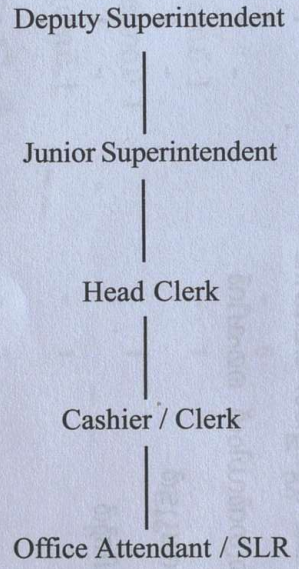 Deputy Superintendent
Junior Superintendent
Head Clerk
Cashier / Clerk
Office Attendant / SLR